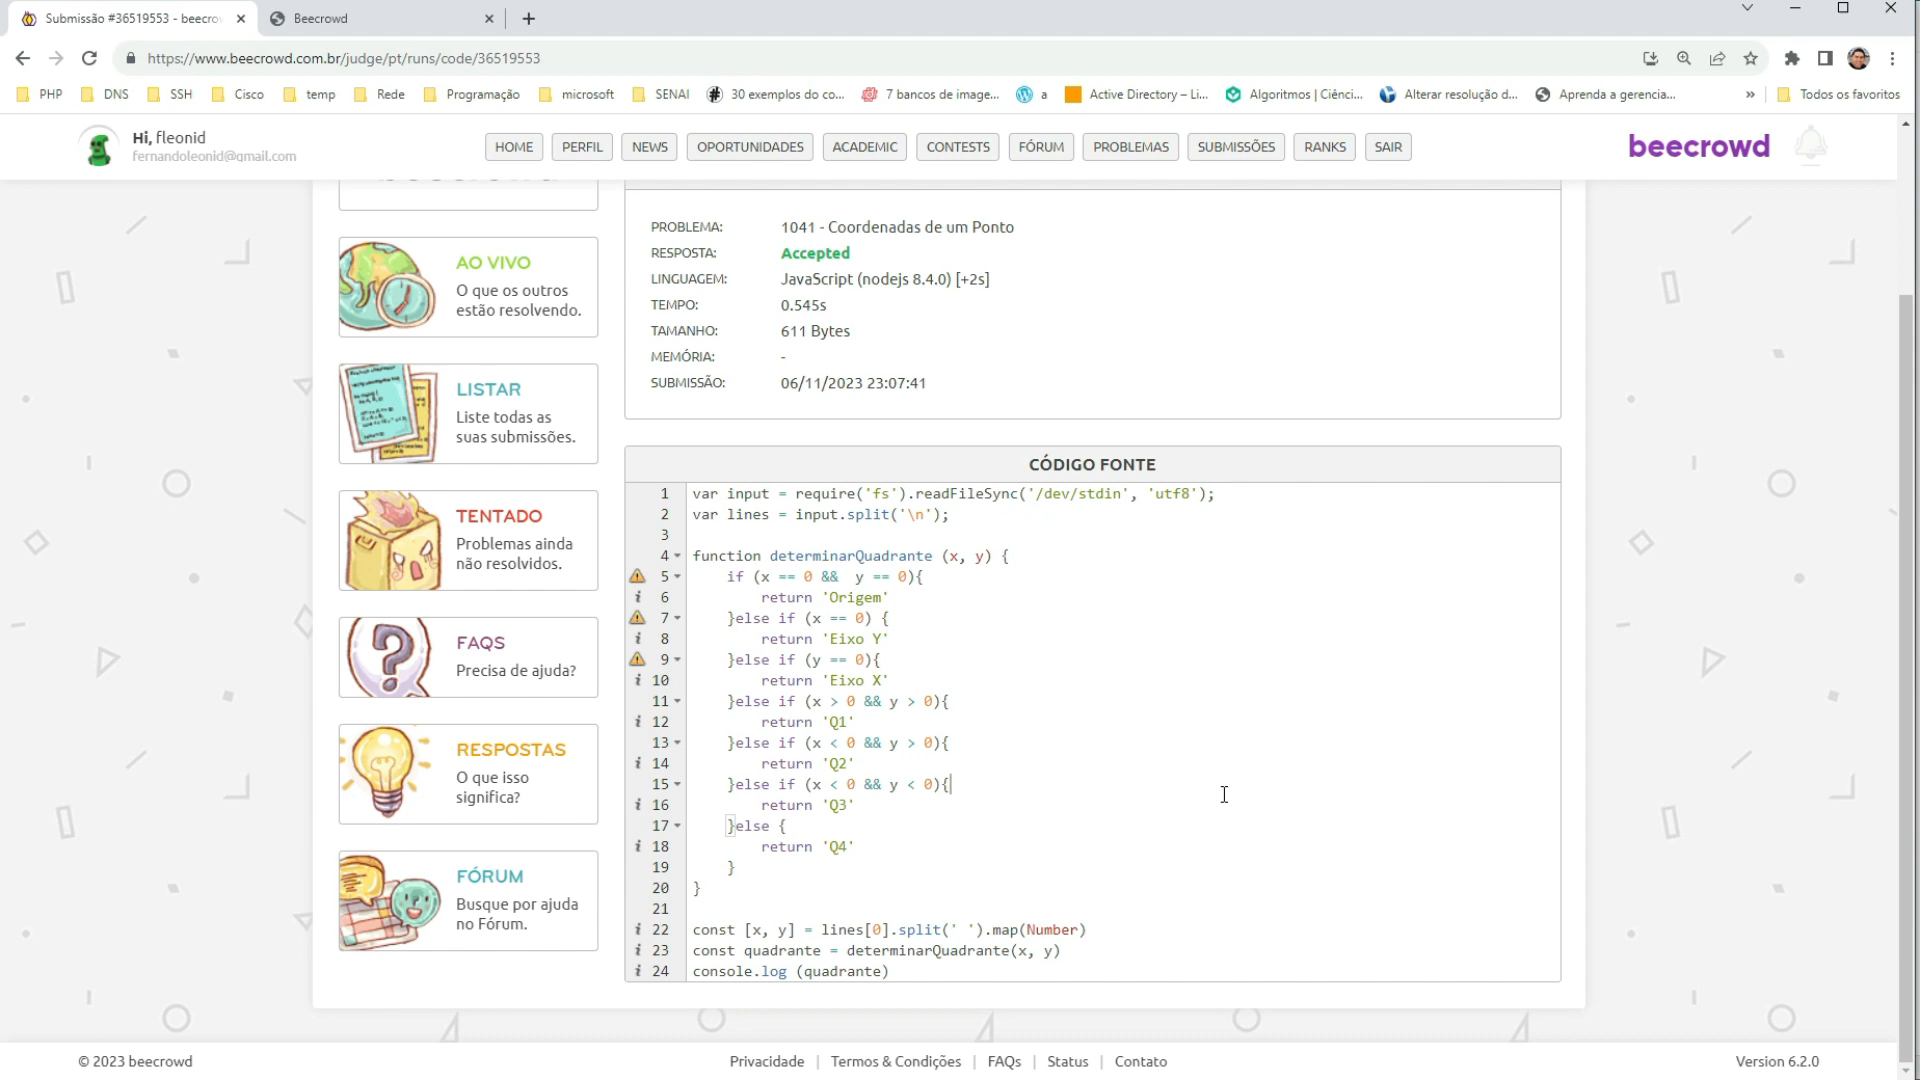 Submissão #36519553 - beecro
Beecrowd
https://www.beecrowd.com.br/judge/pt/runs/code/36519553
PHP
DNS
SSH
Cisco
temp
Rede
Programação
microsoft
SENAI
30 exemplos do co...
7 bancos de image...
a
Active Directory – Li...
Algoritmos | Ciênci...
Alterar resolução d...
Aprenda a gerencia...
»
Todos os favoritos
Hi, fleonid
fernandoleonid@gmail.com
HOME
PERFIL
NEWS
OPORTUNIDADES
ACADEMIC
CONTESTS
FÓRUM
PROBLEMAS
SUBMISSÕES
RANKS
SAIR
beecrowd
AO VIVO
O que os outros
estão resolvendo.
LISTAR
Liste todas as
suas submissões.
TENTADO
Problemas ainda
não resolvidos.
FAQS
Precisa de ajuda?
RESPOSTAS
O que isso
significa?
FÓRUM
Busque por ajuda
no Fórum.
PROBLEMA: 1041 - Coordenadas de um Ponto
RESPOSTA: Accepted
LINGUAGEM: JavaScript (nodejs 8.4.0) [+2s]
TEMPO: 0.545s
TAMANHO: 611 Bytes
MEMÓRIA: -
SUBMISSÃO: 06/11/2023 23:07:41
CÓDIGO FONTE
1 var input = require('fs').readFileSync('/dev/stdin', 'utf8');
2 var lines = input.split('\n');
3
4 function determinarQuadrante (x, y) {
5     if (x == 0 &&  y == 0){
6         return 'Origem'
7     }else if (x == 0) {
8         return 'Eixo Y'
9     }else if (y == 0){
10         return 'Eixo X'
11     }else if (x > 0 && y > 0){
12         return 'Q1'
13     }else if (x < 0 && y > 0){
14         return 'Q2'
15     }else if (x < 0 && y < 0){
16         return 'Q3'
17     }else {
18         return 'Q4'
19     }
20 }
21
22 const [x, y] = lines[0].split(' ').map(Number)
23 const quadrante = determinarQuadrante(x, y)
24 console.log (quadrante)
© 2023 beecrowd
Privacidade | Termos & Condições | FAQs | Status | Contato
Version 6.2.0